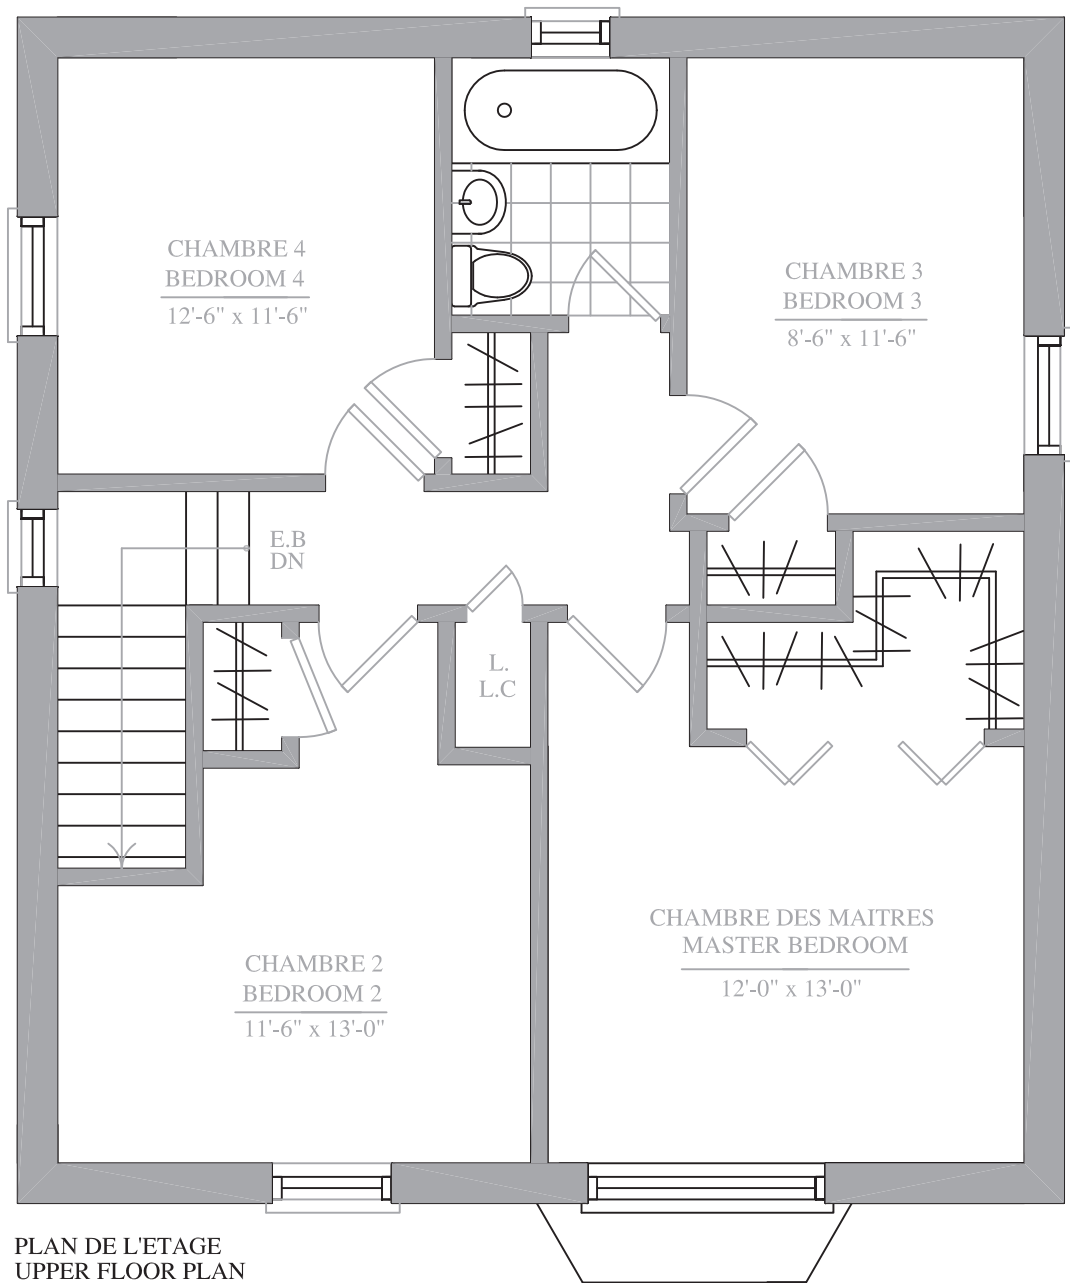 CHAMBRE 4
BEDROOM 4
12'-6" x 11'-6"
CHAMBRE 3
BEDROOM 3
8'-6" x 11'-6"
E.B
DN
L.
L.C
CHAMBRE DES MAITRES
MASTER BEDROOM
12'-0" x 13'-0"
CHAMBRE 2
BEDROOM 2
11'-6" x 13'-0"
PLAN DE L'ETAGE
UPPER FLOOR PLAN